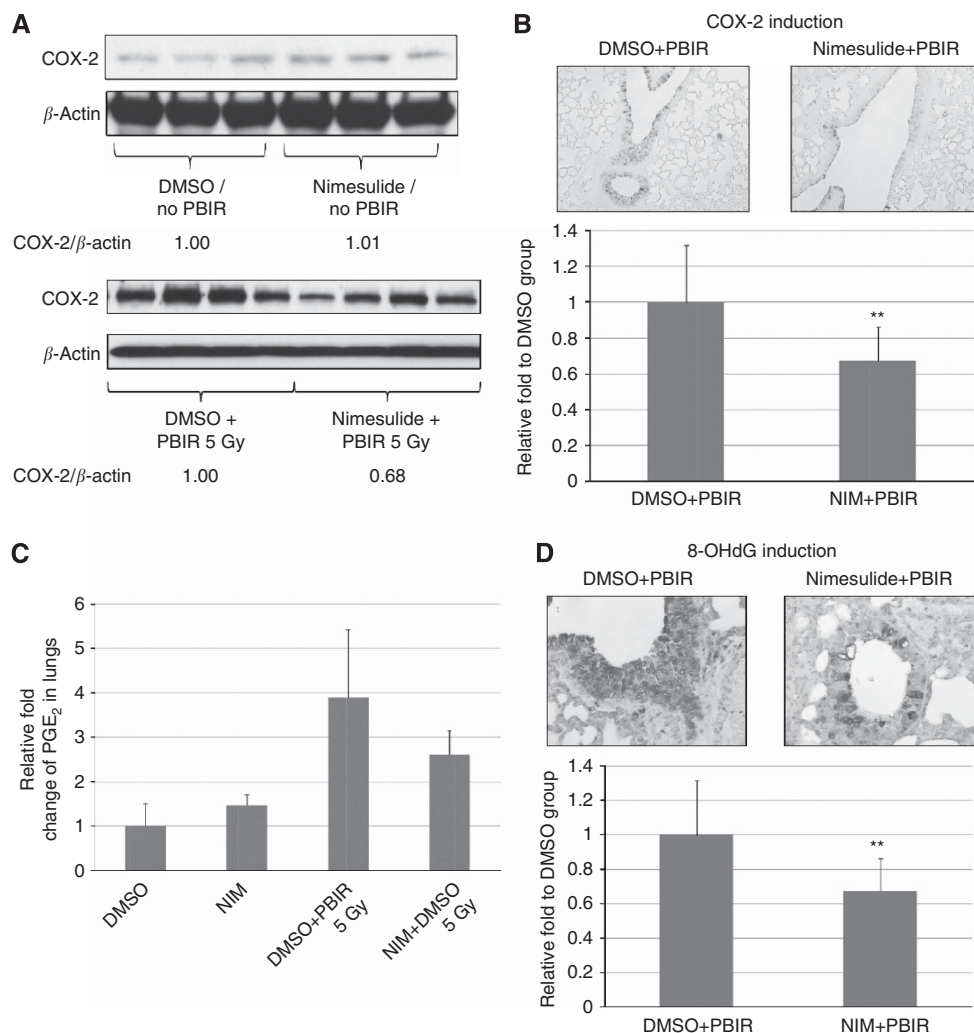 A
COX-2
β-Actin
DMSO / no PBIR
Nimesulide / no PBIR
COX-2/β-actin 1.00 1.01
COX-2
β-Actin
DMSO + PBIR 5 Gy
Nimesulide + PBIR 5 Gy
COX-2/β-actin 1.00 0.68
B
COX-2 induction
DMSO+PBIR Nimesulide+PBIR
Relative fold to DMSO group
1.4
1.2
1
0.8
0.6
0.4
0.2
0
**
DMSO+PBIR NIM+PBIR
C
Relative fold
change of PGE2 in lungs
6
5
4
3
2
1
0
DMSO
NIM
DMSO+PBIR
5 Gy
NIM+DMSO
5 Gy
D
8-OHdG induction
DMSO+PBIR Nimesulide+PBIR
Relative fold to DMSO group
1.4
1.2
1
0.8
0.6
0.4
0.2
0
**
DMSO+PBIR NIM+PBIR